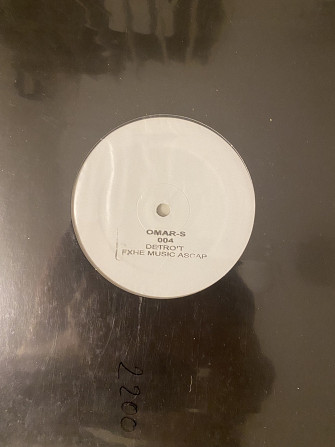 OMAR-S
004
DETRO'T
FXHE MUSIC ASCAP
2200